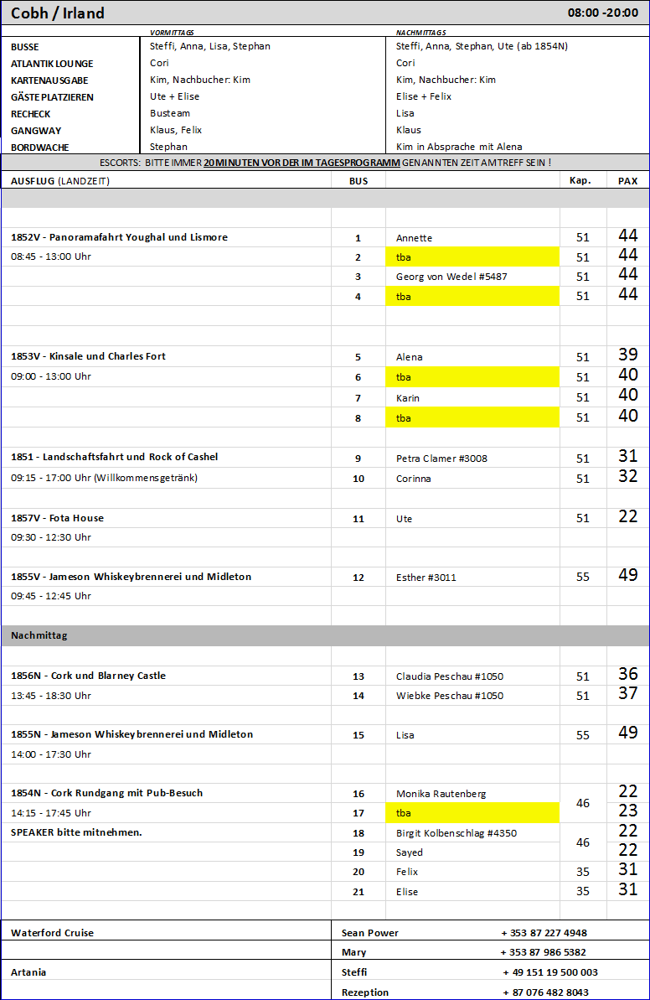 Cobh / Irland 08:00 -20:00
VORMITTAGS NACHMITTAGS
BUSSE Steffi, Anna, Lisa, Stephan Steffi, Anna, Stephan, Ute (ab 1854N)
ATLANTIK LOUNGE Cori Cori
KARTENAUSGABE Kim, Nachbucher: Kim Kim, Nachbucher: Kim
GÄSTE PLATZIEREN Ute + Elise Elise + Felix
RECHECK Busteam Lisa
GANGWAY Klaus, Felix Klaus
BORDWACHE Stephan Kim in Absprache mit Alena
ESCORTS: BITTE IMMER 20 MINUTEN VOR DER IM TAGESPROGRAMM GENANNTEN ZEIT AM TREFF SEIN !
AUSFLUG (LANDZEIT) BUS Kap. PAX
1852V - Panoramafahrt Youghal und Lismore 1 Annette 51 44
08:45 - 13:00 Uhr 2 tba 51 44
3 Georg von Wedel #5487 51 44
4 tba 51 44
1853V - Kinsale und Charles Fort 5 Alena 51 39
09:00 - 13:00 Uhr 6 tba 51 40
7 Karin 51 40
8 tba 51 40
1851 - Landschaftsfahrt und Rock of Cashel 9 Petra Clamer #3008 51 31
09:15 - 17:00 Uhr (Willkommensgetränk) 10 Corinna 51 32
1857V - Fota House 11 Ute 51 22
09:30 - 12:30 Uhr
1855V - Jameson Whiskeybrennerei und Midleton 12 Esther #3011 55 49
09:45 - 12:45 Uhr
Nachmittag
1856N - Cork und Blarney Castle 13 Claudia Peschau #1050 51 36
13:45 - 18:30 Uhr 14 Wiebke Peschau #1050 51 37
1855N - Jameson Whiskeybrennerei und Midleton 15 Lisa 55 49
14:00 - 17:30 Uhr
1854N - Cork Rundgang mit Pub-Besuch 16 Monika Rautenberg 46 22
14:15 - 17:45 Uhr 17 tba 23
SPEAKER bitte mitnehmen. 18 Birgit Kolbenschlag #4350 46 22
19 Sayed 22
20 Felix 35 31
21 Elise 35 31
Waterford Cruise Sean Power + 353 87 227 4948
Mary + 353 87 986 5382
Artania Steffi + 49 151 19 500 003
Rezeption + 87 076 482 8043